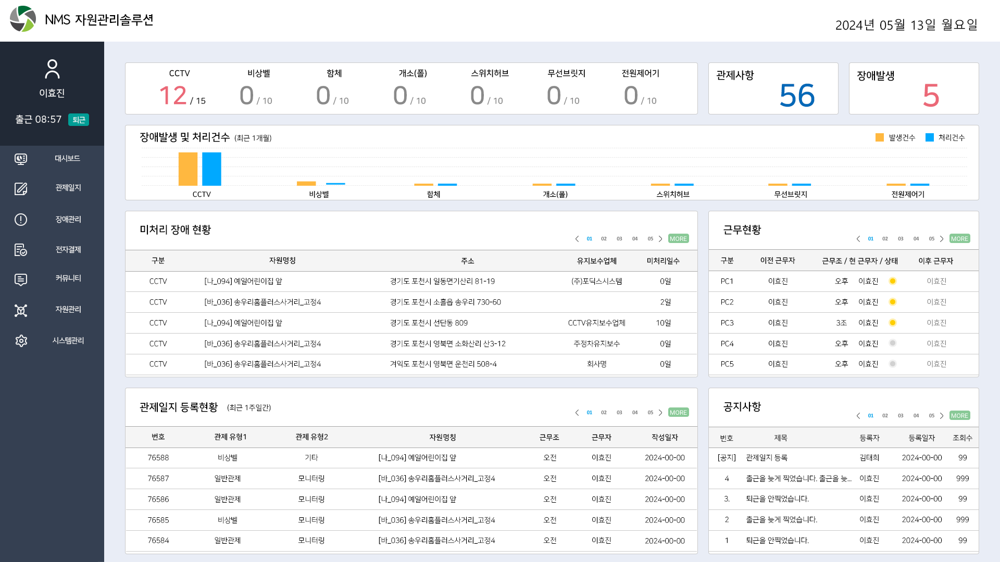 NMS 자원관리솔루션
2024년 05월 13일 월요일
이효진
출근 08:57 퇴근
대시보드
관제일지
장애관리
전자결제
커뮤니티
자원관리
시스템관리
CCTV 비상벨 함체 개소(폴) 스위치허브 무선브릿지 전원제어기
12 / 15 0 / 10 0 / 10 0 / 10 0 / 10 0 / 10 0 / 10
관제사항
56
장애발생
5
장애발생 및 처리건수 (최근 1개월)
발생건수 처리건수
CCTV 비상벨 함체 개소(풀) 스위치허브 무선브릿지 전원제어기
미처리 장애 현황
01 02 03 04 05 MORE
구분 자원명칭 주소 유지보수업체 미처리일수
CCTV [나_094] 예일어린이집 앞 경기도 포천시 일동면기산리 81-19 (주)포딕스시스템 0일
CCTV [바_036] 송우리홈플러스사거리_고정4 경기도 포천시 소흘읍 송우리 730-60 2일
CCTV [나_094] 예일어린이집 앞 경기도 포천시 선단동 809 CCTV유지보수업체 10일
CCTV [바_036] 송우리홈플러스사거리_고정4 경기도 포천시 영북면 소화산리 산3-12 주정차유지보수 0일
CCTV [바_036] 송우리홈플러스사거리_고정4 겨익도 포천시 영북면 운천리 508-4 회사명 0일
근무현황
01 02 03 04 05 MORE
구분 이전 근무자 근무조 / 현 근무자 / 상태 이후 근무자
PC1 이효진 오후 이효진 이효진
PC2 이효진 오후 이효진 이효진
PC3 이효진 3조 이효진 이효진
PC4 이효진 오후 이효진 이효진
PC5 이효진 오후 이효진 이효진
관제일지 등록현황 (최근 1주일간)
01 02 03 04 05 MORE
번호 관제 유형1 관제 유형2 자원명칭 근무조 근무자 작성일자
76588 비상벨 기타 [나_094] 예일어린이집 앞 오전 이효진 2024-00-00
76587 일반관제 모니터링 [바_036] 송우리홈플러스사거리_고정4 오전 이효진 2024-00-00
76586 일반관제 모니터링 [나_094] 예일어린이집 앞 오전 이효진 2024-00-00
76585 비상벨 모니터링 [바_036] 송우리홈플러스사거리_고정4 오전 이효진 2024-00-00
76584 일반관제 모니터링 [바_036] 송우리홈플러스사거리_고정4 오전 이효진 2024-00-00
공지사항
01 02 03 04 05 MORE
번호 제목 등록자 등록일자 조회수
[공지] 관제일지 등록 김태희 2024-00-00 99
4 출근을 늦게 찍었습니다. 출근을 늦... 이효진 2024-00-00 999
3. 퇴근을 안찍었습니다. 이효진 2024-00-00 99
2 출근을 늦게 찍었습니다. 이효진 2024-00-00 999
1 퇴근을 안찍었습니다. 이효진 2024-00-00 99